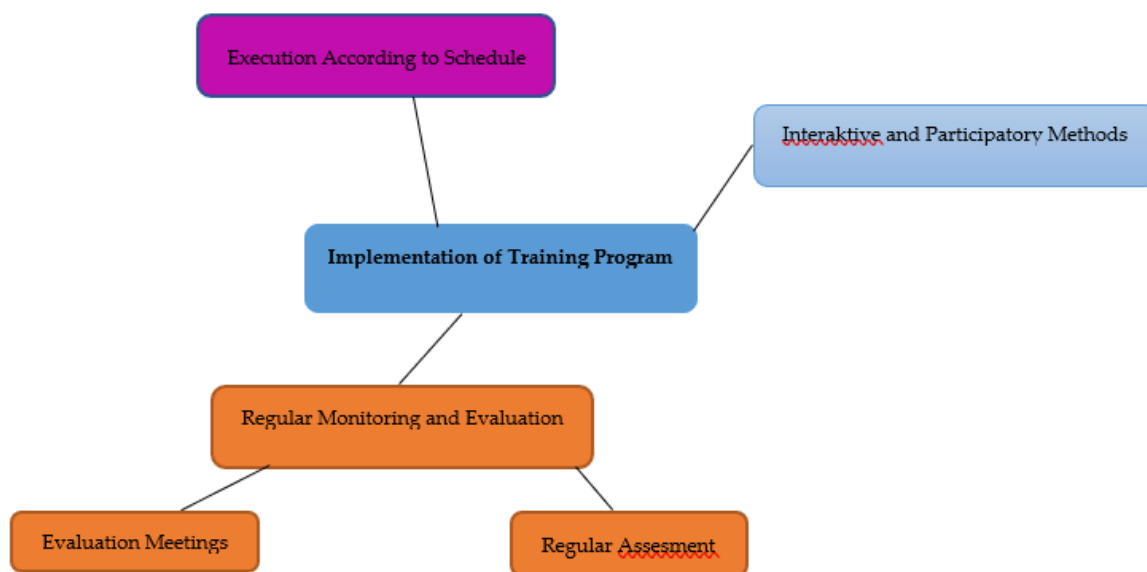 Execution According to Schedule
Interaktive and Participatory Methods
Implementation of Training Program
Regular Monitoring and Evaluation
Evaluation Meetings
Regular Assesment